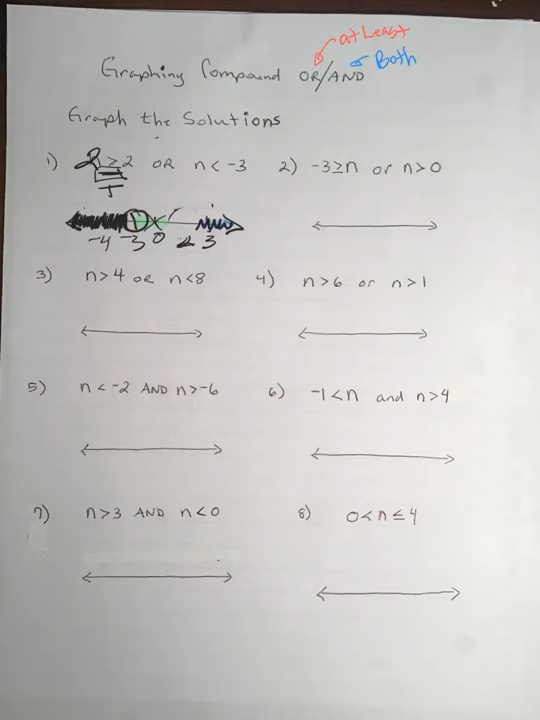 at Least
Graphing Compound OR/AND
Both
Graph the Solutions
1) 2 ≥ 2 OR n < -3
2) -3 ≥ n or n > 0
-4 -3 0 2 3
3) n > 4 OR n < 8
4) n > 6 or n > 1
5) n < -2 AND n > -6
6) -1 < n and n > 4
7) n > 3 AND n < 0
8) 0 < n ≤ 4